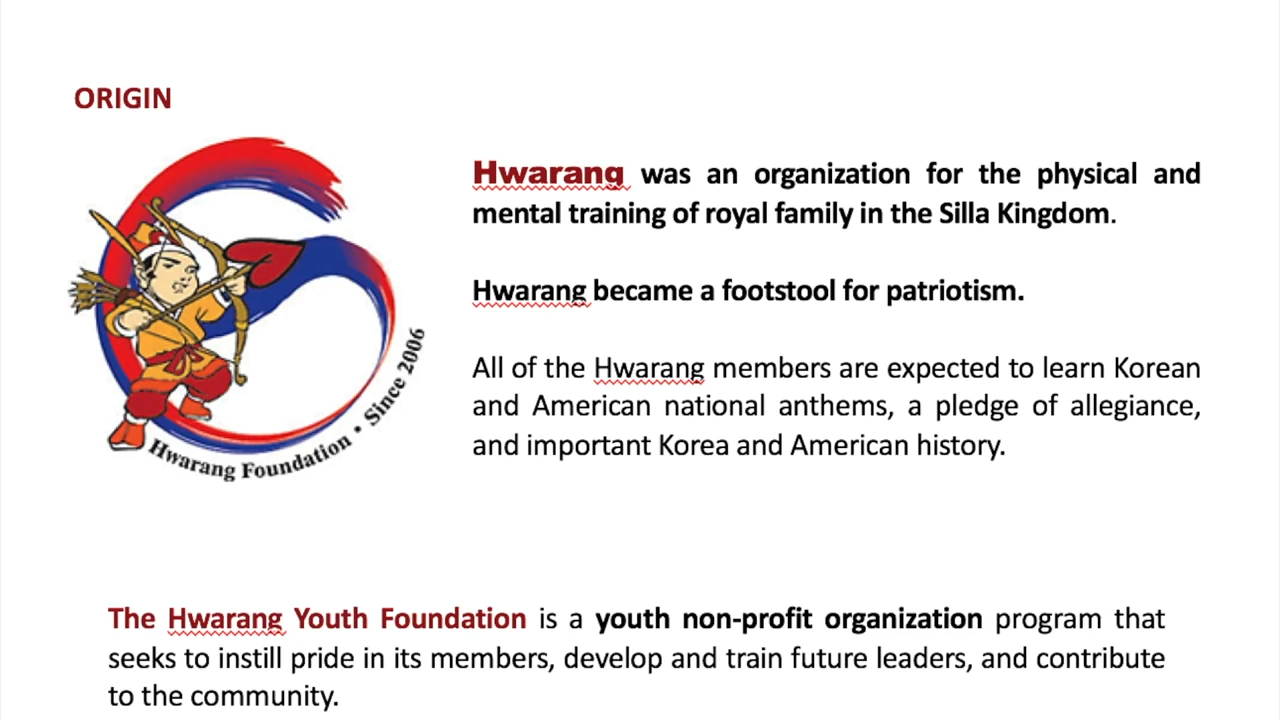 ORIGIN
Hwarang was an organization for the physical and
mental training of royal family in the Silla Kingdom.
Hwarang became a footstool for patriotism.
All of the Hwarang members are expected to learn Korean
and American national anthems, a pledge of allegiance,
and important Korea and American history.
Hwarang Foundation • Since 2006
The Hwarang Youth Foundation is a youth non-profit organization program that
seeks to instill pride in its members, develop and train future leaders, and contribute
to the community.